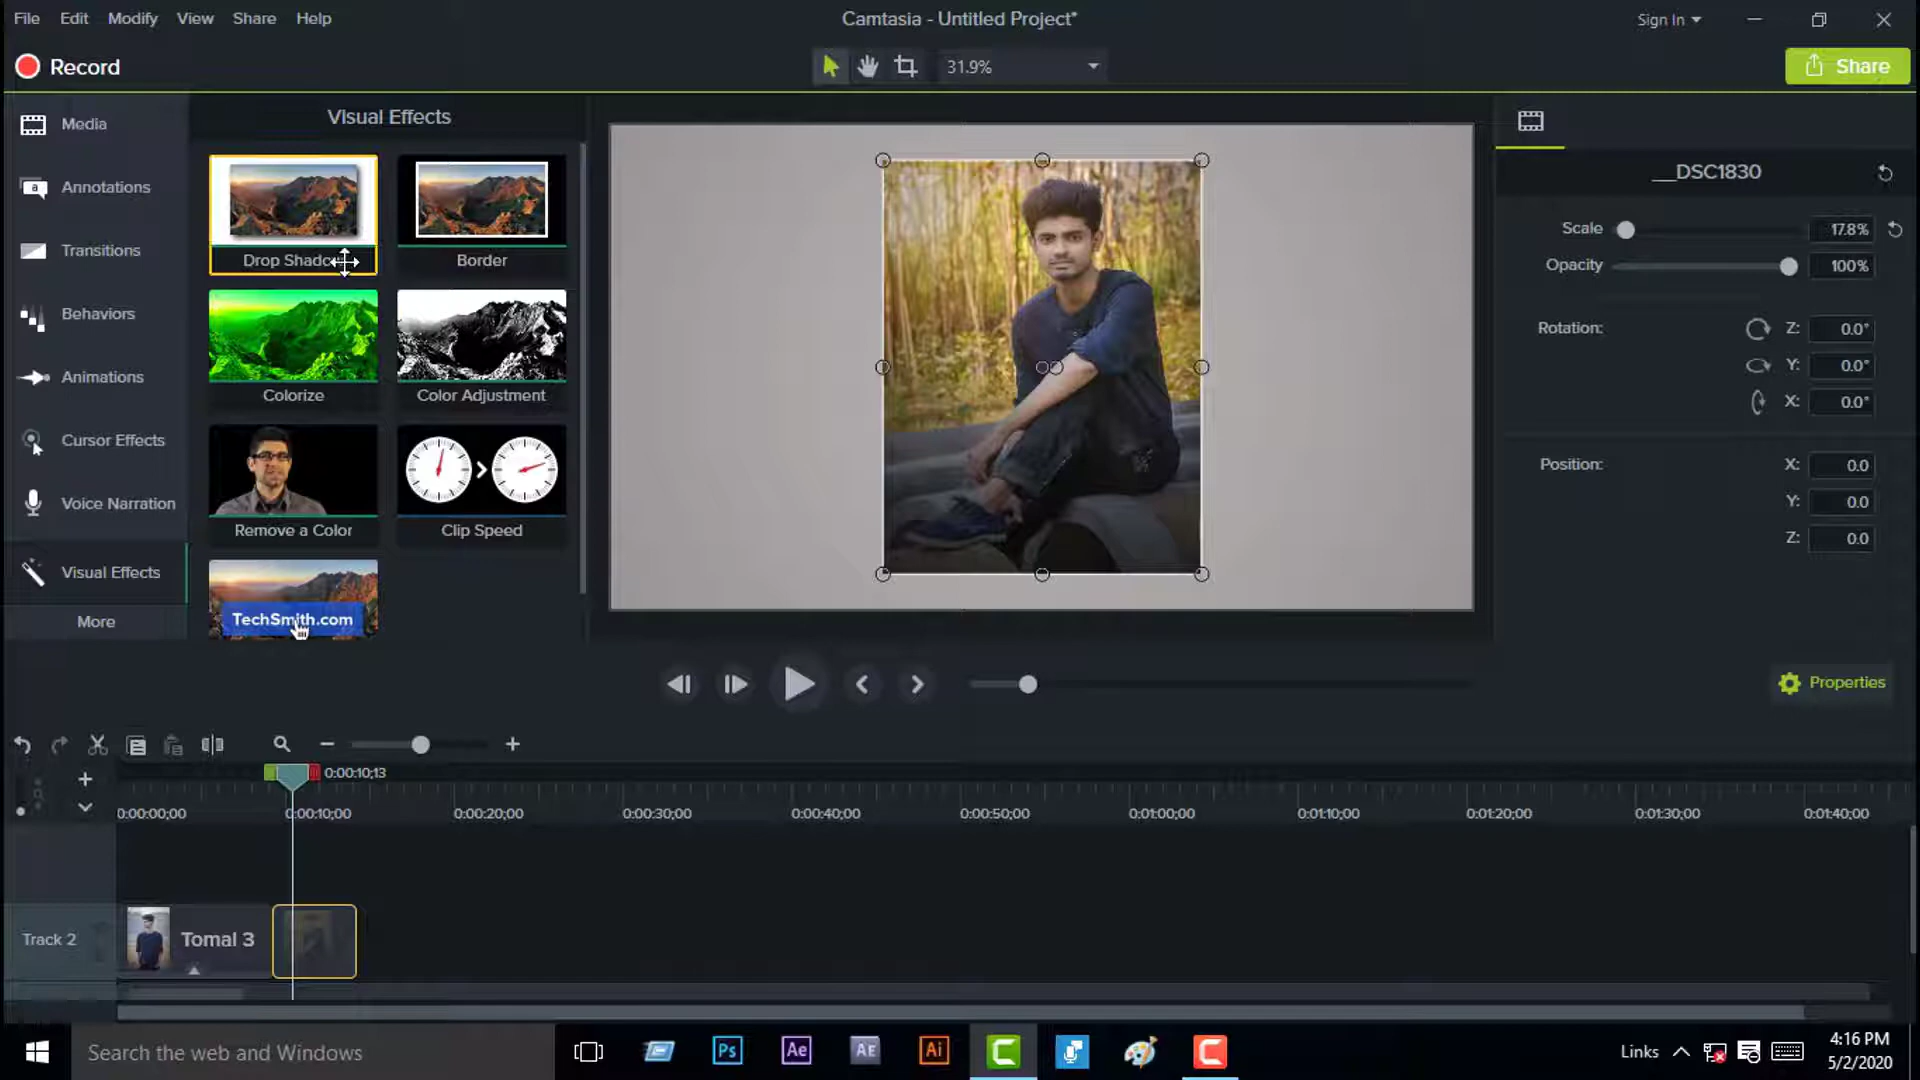 File Edit Modify View Share Help
Camtasia - Untitled Project*
Sign In
Record
31.9%
Share
Media
Annotations
Transitions
Behaviors
Animations
Cursor Effects
Voice Narration
Visual Effects
More
Visual Effects
Drop Shadow
Border
Colorize
Color Adjustment
Remove a Color
Clip Speed
TechSmith.com
__DSC1830
Scale 17.8%
Opacity 100%
Rotation: Z: 0.0°
Y: 0.0°
X: 0.0°
Position: X: 0.0
Y: 0.0
Z: 0.0
Properties
0:00:10;13
0:00:00;00 0:00:10;00 0:00:20;00 0:00:30;00 0:00:40;00 0:00:50;00 0:01:00;00 0:01:10;00 0:01:20;00 0:01:30;00 0:01:40;00
Track 2
Tomal 3
Search the web and Windows
Ps
Ae
AE
Ai
Links
4:16 PM
5/2/2020